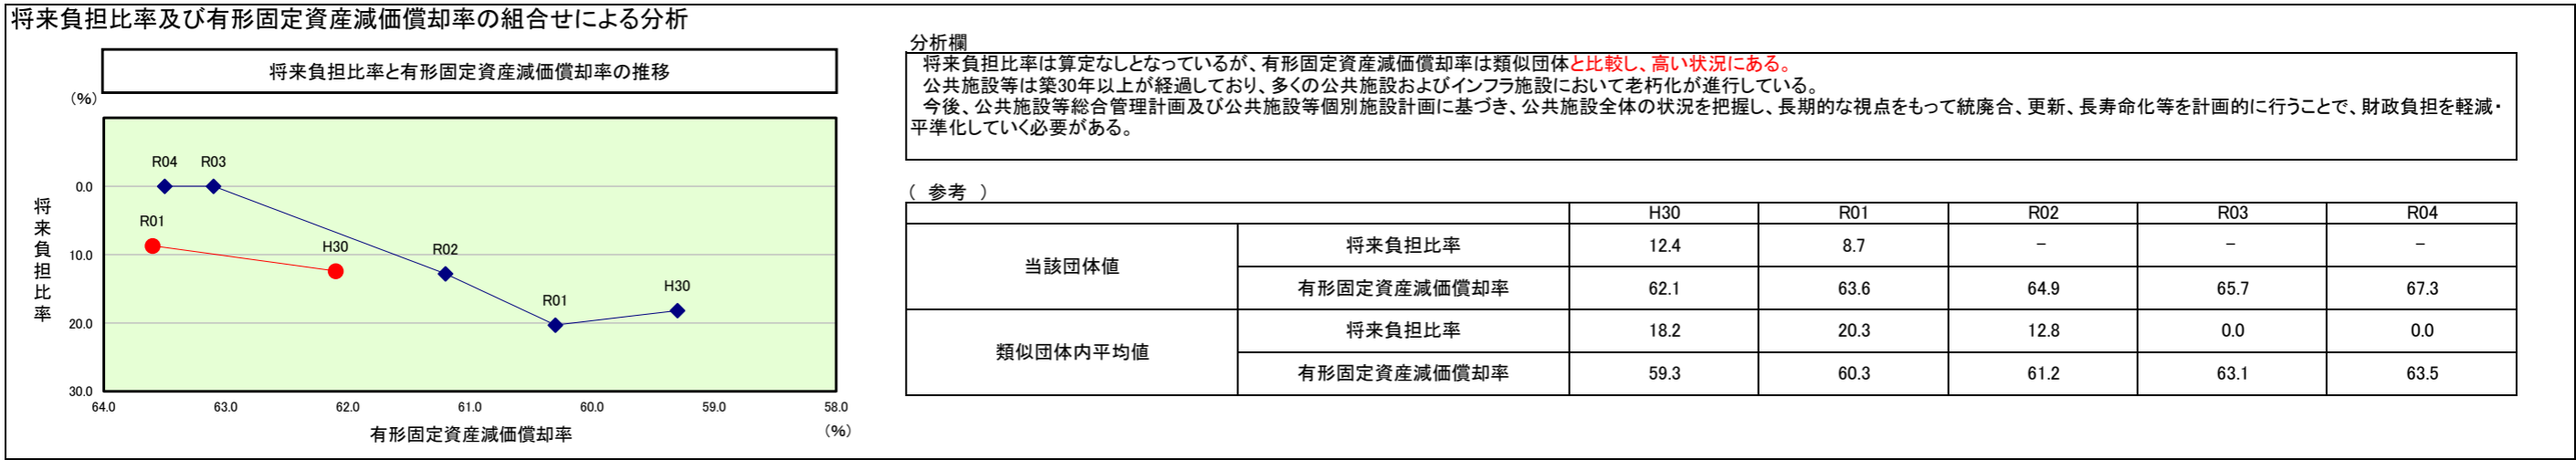 将来負担比率及び有形固定資産減価償却率の組合せによる分析
将来負担比率と有形固定資産減価償却率の推移
(%)
R04 R03
0.0
R01
H30
R02
10.0
R01
H30
20.0
30.0
64.0 63.0 62.0 61.0 60.0 59.0 58.0
将来負担比率
有形固定資産減価償却率
(%)
分析欄
将来負担比率は算定なしとなっているが、有形固定資産減価償却率は類似団体と比較し、高い状況にある。
公共施設等は築30年以上が経過しており、多くの公共施設およびインフラ施設において老朽化が進行している。
今後、公共施設等総合管理計画及び公共施設等個別施設計画に基づき、公共施設全体の状況を把握し、長期的な視点をもって統廃合、更新、長寿命化等を計画的に行うことで、財政負担を軽減・
平準化していく必要がある。
( 参考 )
H30 R01 R02 R03 R04
当該団体値
将来負担比率 12.4 8.7 － － －
有形固定資産減価償却率 62.1 63.6 64.9 65.7 67.3
類似団体内平均値
将来負担比率 18.2 20.3 12.8 0.0 0.0
有形固定資産減価償却率 59.3 60.3 61.2 63.1 63.5